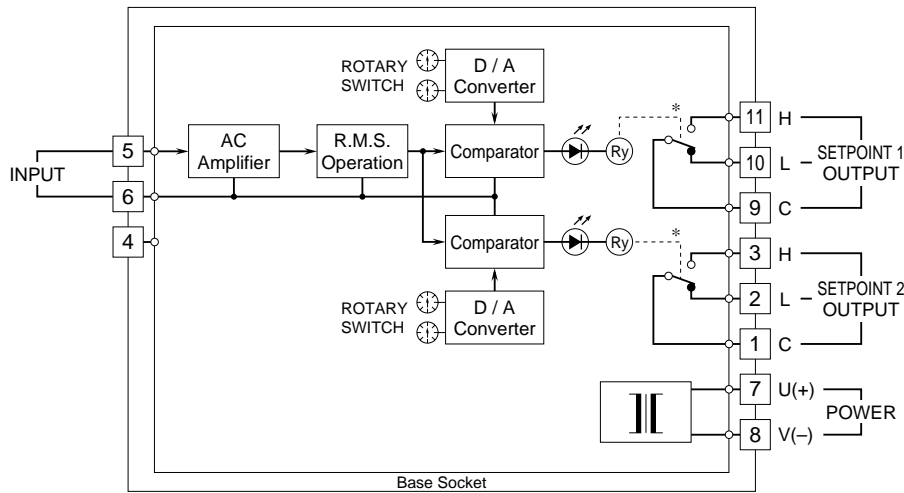 ROTARY
SWITCH
D / A
Converter
*
11 H
5
AC
Amplifier
R.M.S.
Operation
Comparator
Ry
10 L
SETPOINT 1
OUTPUT
INPUT
6
9 C
4
Comparator
Ry
*
3 H
2 L
SETPOINT 2
OUTPUT
ROTARY
SWITCH
D / A
Converter
1 C
7 U(+)
POWER
8 V(–)
Base Socket